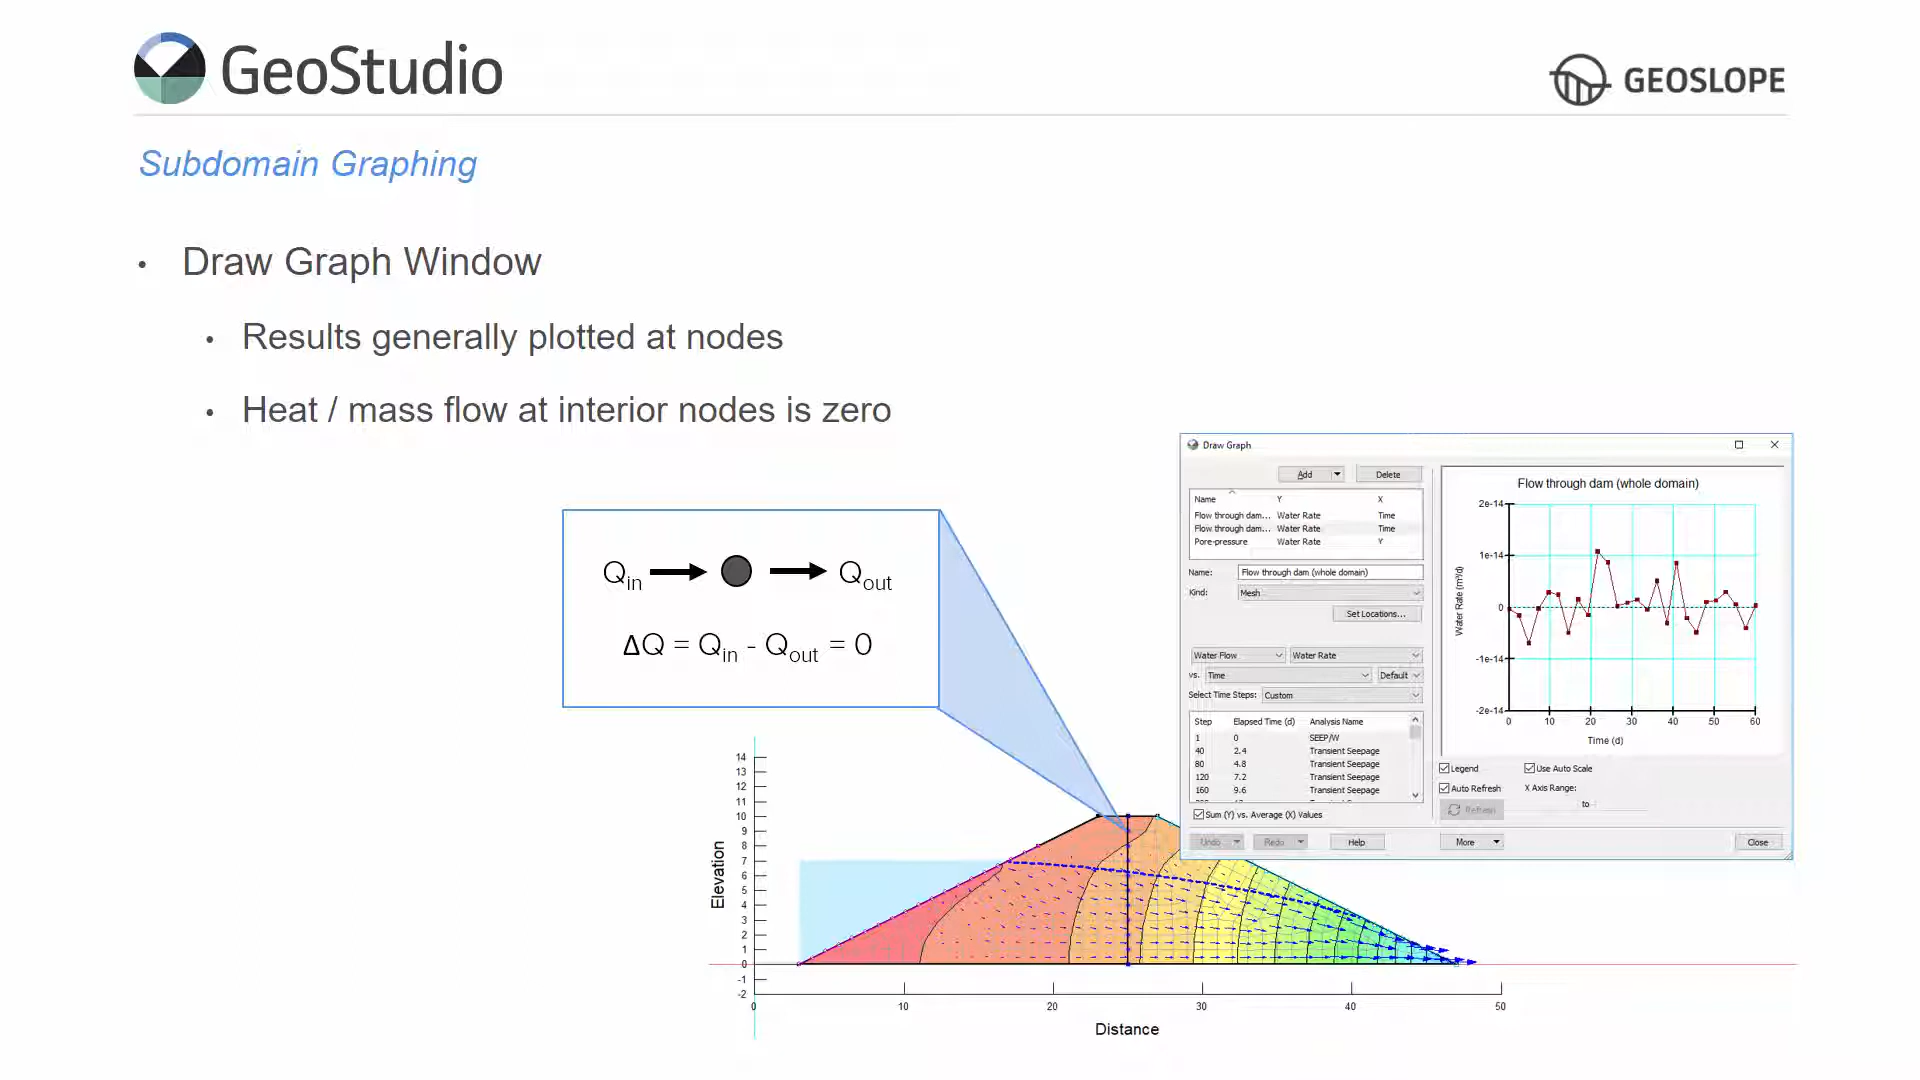 GeoStudio
GEOSLOPE
Subdomain Graphing
• Draw Graph Window
• Results generally plotted at nodes
• Heat / mass flow at interior nodes is zero
Qin Qout
ΔQ = Qin - Qout = 0
Draw Graph
Add Delete
Name Y X
Flow through dam... Water Rate Time
Flow through dam... Water Rate Time
Pore-pressure Water Rate Y
Name: Flow through dam (whole domain)
Kind: Mesh
Set Locations...
Water Flow Water Rate
vs. Time Default
Select Time Steps: Custom
Step Elapsed Time (d) Analysis Name
1 0 SEEP/W
40 2.4 Transient Seepage
80 4.8 Transient Seepage
120 7.2 Transient Seepage
160 9.6 Transient Seepage
Sum (Y) vs. Average (X) Values
Undo Redo Help
Flow through dam (whole domain)
Water Rate (m³/d)
2e-14
1e-14
0
-1e-14
-2e-14
0 10 20 30 40 50 60
Time (d)
Legend Use Auto Scale
Auto Refresh X Axis Range:
Refresh to
More Close
Elevation
14
13
12
11
10
9
8
7
6
5
4
3
2
1
0
-1
-2
0 10 20 30 40 50
Distance